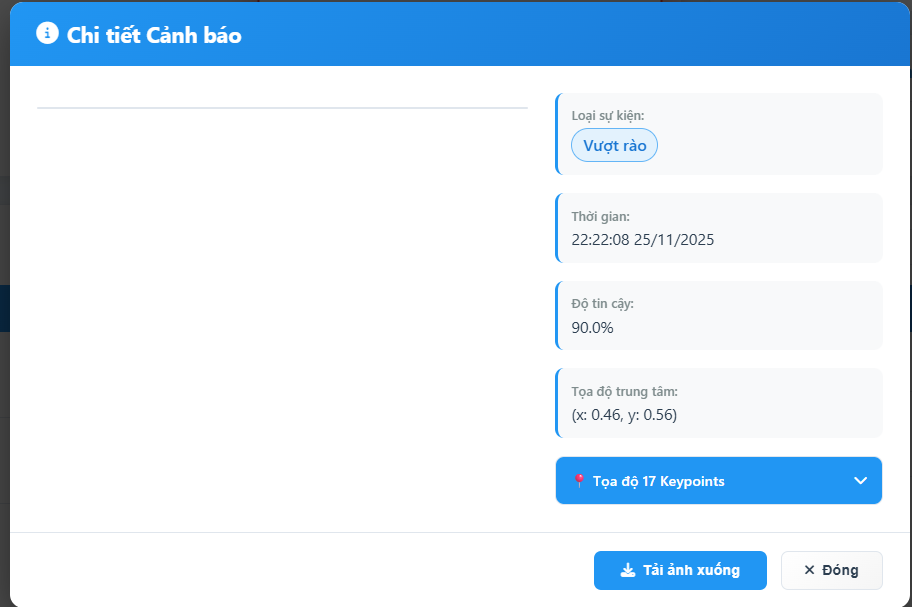 Chi tiết Cảnh báo
Loại sự kiện:
Vượt rào
Thời gian:
22:22:08 25/11/2025
Độ tin cậy:
90.0%
Tọa độ trung tâm:
(x: 0.46, y: 0.56)
📍 Tọa độ 17 Keypoints
Tải ảnh xuống
✕ Đóng